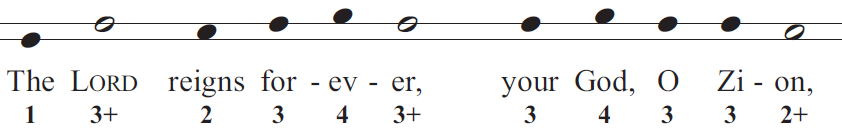 The LORD reigns for - ev - er, your God, O Zi - on,
1 3+ 2 3 4 3+ 3 4 3 3 2+